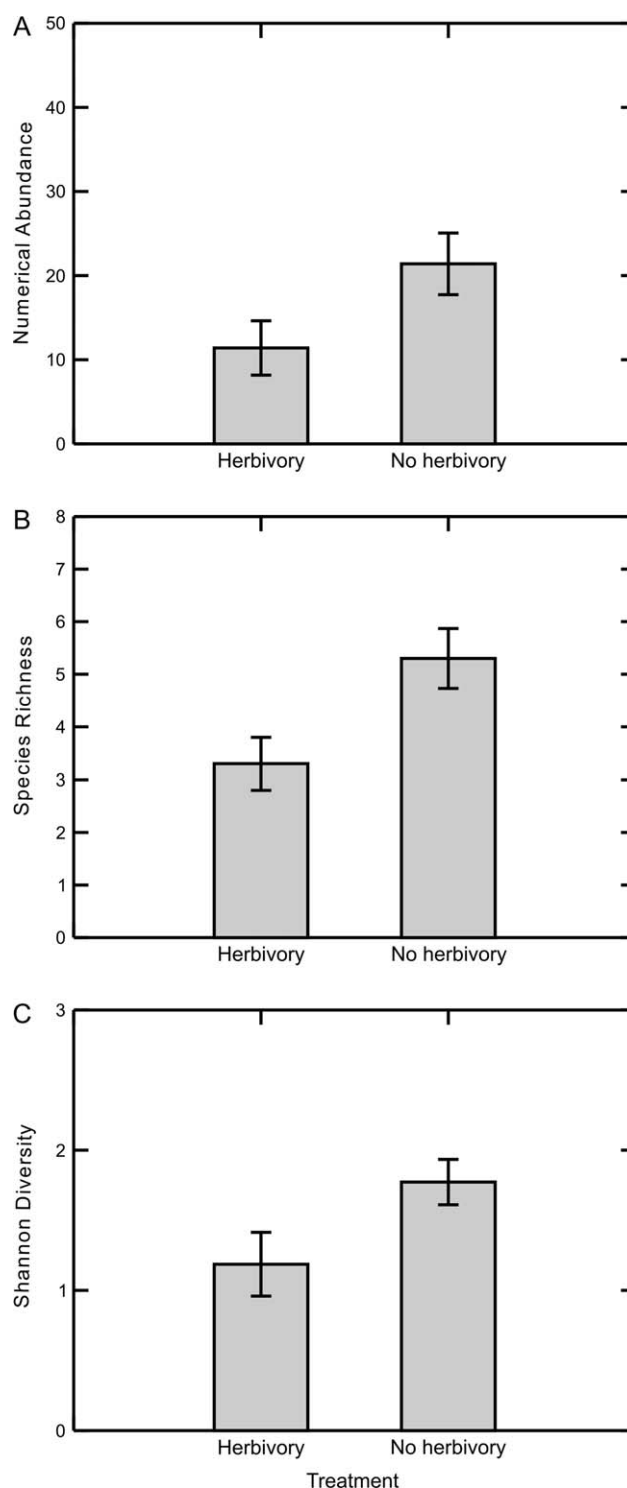 A
Numerical Abundance
50
40
30
20
10
0
Herbivory No herbivory
B
Species Richness
8
7
6
5
4
3
2
1
0
Herbivory No herbivory
C
Shannon Diversity
3
2
1
0
Herbivory No herbivory
Treatment